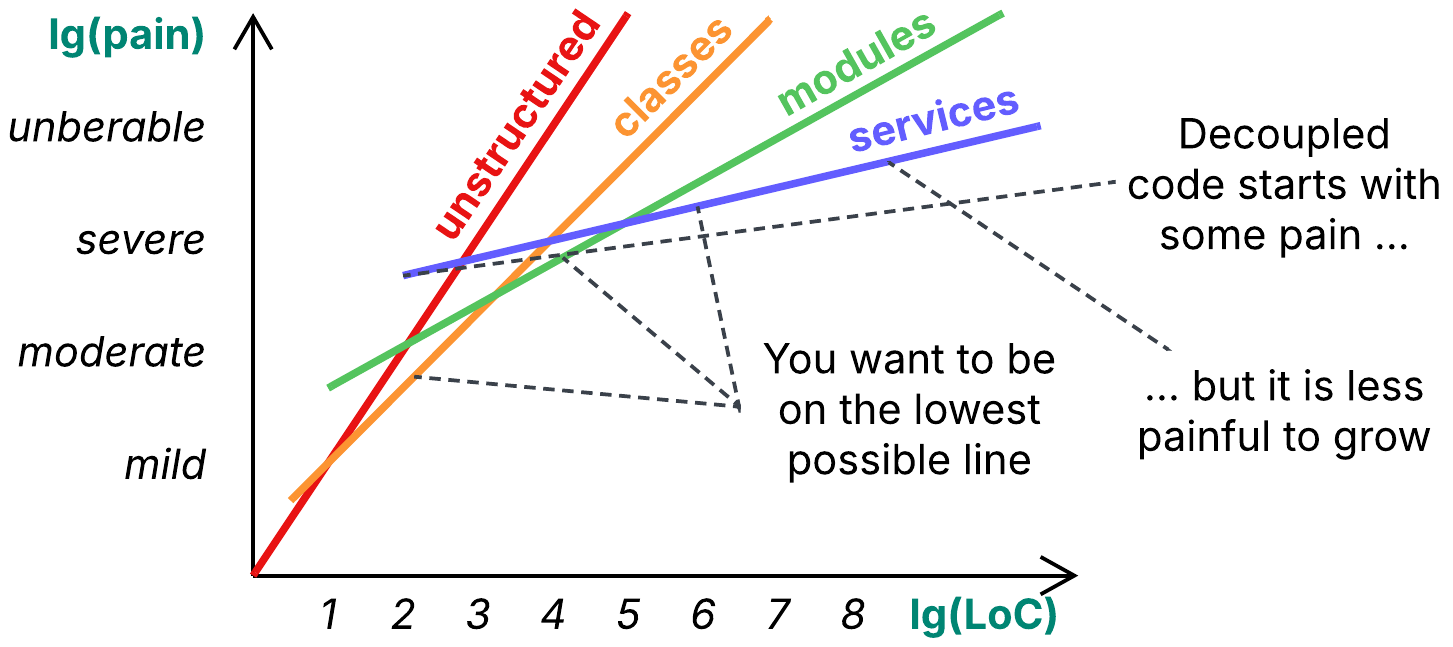 lg(pain)
unberable
severe
moderate
mild
unstructured
classes
modules
services
Decoupled
code starts with
some pain ...
You want to be
on the lowest
possible line
... but it is less
painful to grow
1 2 3 4 5 6 7 8 lg(LoC)